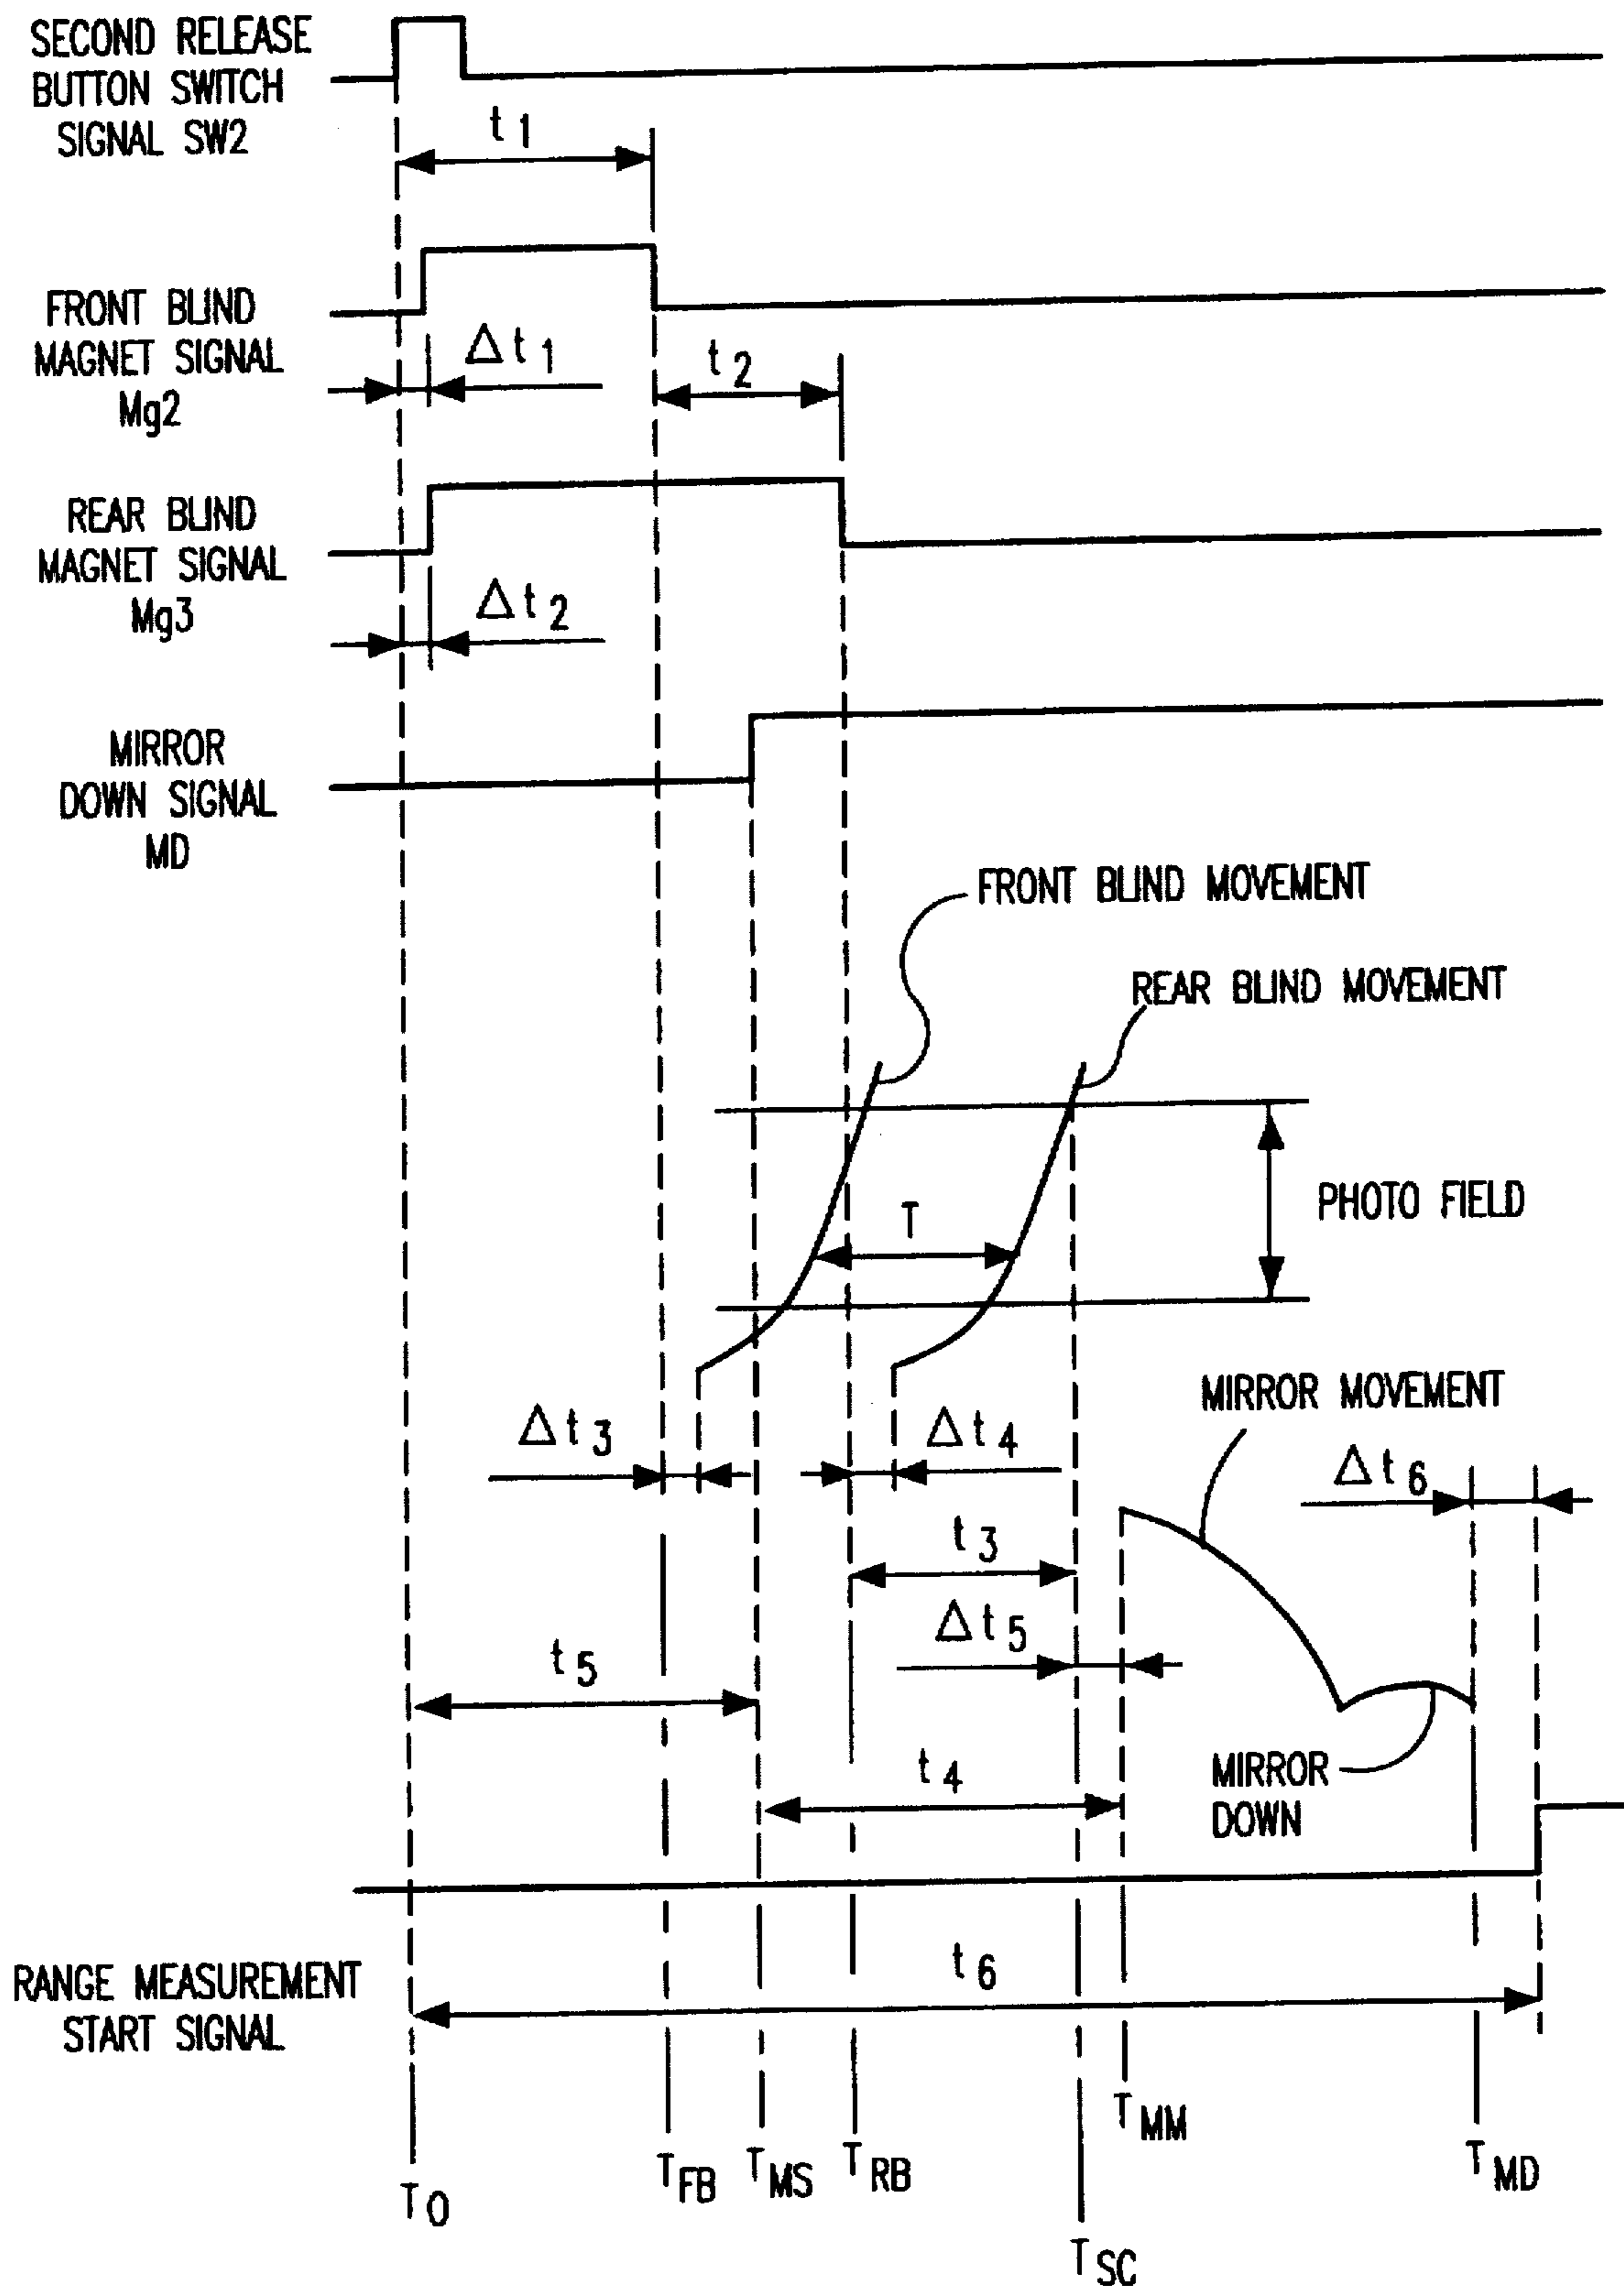 SECOND RELEASE
BUTTON SWITCH
SIGNAL SW2
t1
FRONT BLIND
MAGNET SIGNAL
Mg2
Δt1
t2
REAR BLIND
MAGNET SIGNAL
Mg3
Δt2
MIRROR
DOWN SIGNAL
MD
FRONT BLIND MOVEMENT
REAR BLIND MOVEMENT
T
PHOTO FIELD
MIRROR MOVEMENT
Δt3
Δt4
Δt6
t3
Δt5
t5
t4
MIRROR
DOWN
RANGE MEASUREMENT
START SIGNAL
t6
T0
TFB
TMS
TRB
TSC
TMM
TMD